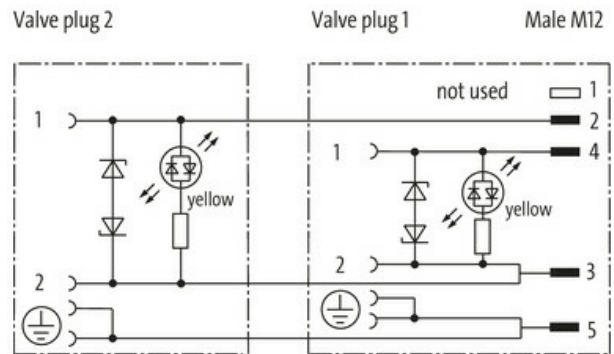 Valve plug 2 Valve plug 1 Male M12
not used 1
1 2
1 4
yellow yellow
2 2 3
5